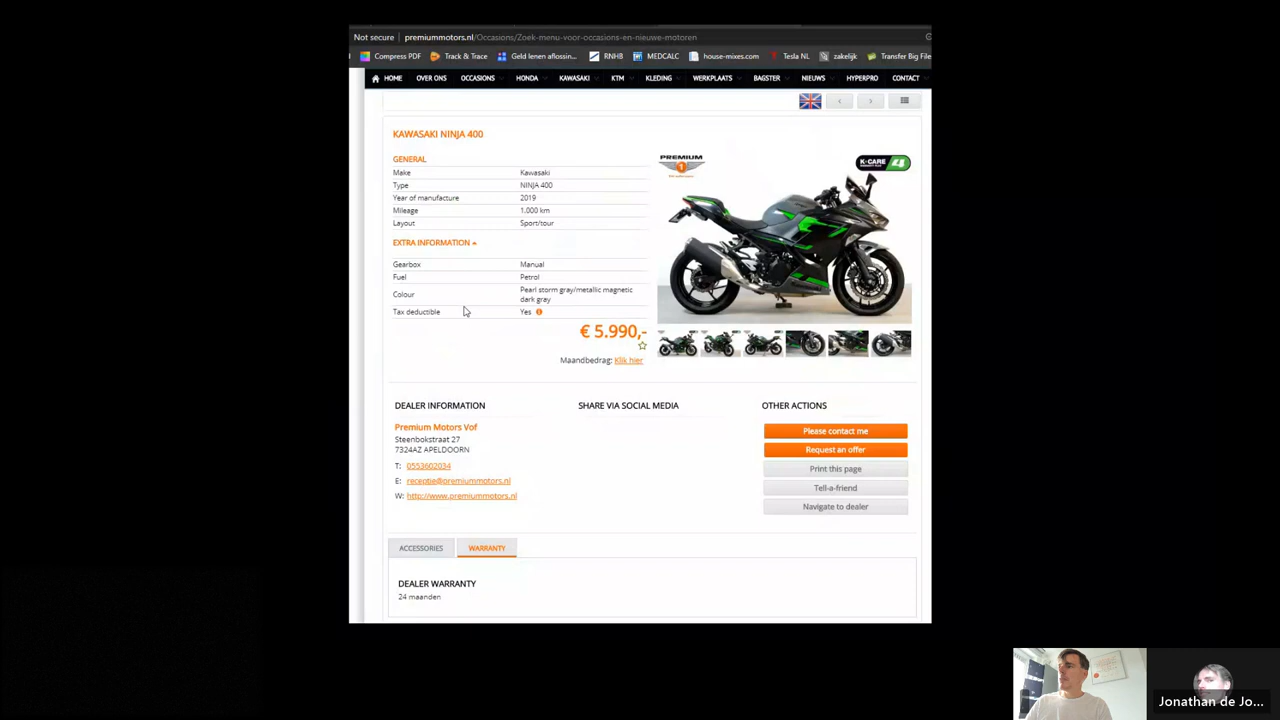 Not secure | premiummotors.nl/Occasions/Zoek-menu-voor-occasions-en-nieuwe-motoren
Compress PDF Track & Trace Geld lenen aflossin... RNHB MEDCALC house-mixes.com Tesla NL zakelijk Transfer Big File
HOME OVER ONS OCCASIONS HONDA KAWASAKI KTM KLEDING WERKPLAATS BAGSTER NIEUWS HYPERPRO CONTACT
KAWASAKI NINJA 400
GENERAL
Make Kawasaki
Type NINJA 400
Year of manufacture 2019
Mileage 1.000 km
Layout Sport/tour
EXTRA INFORMATION
Gearbox Manual
Fuel Petrol
Colour Pearl storm gray/metallic magnetic
dark gray
Tax deductible Yes
€ 5.990,-
Maandbedrag: Klik hier
PREMIUM
1
K-CARE
4
DEALER INFORMATION
Premium Motors Vof
Steenbokstraat 27
7324AZ APELDOORN
T: 0553602034
E: receptie@premiummotors.nl
W: http://www.premiummotors.nl
SHARE VIA SOCIAL MEDIA
OTHER ACTIONS
Please contact me
Request an offer
Print this page
Tell-a-friend
Navigate to dealer
ACCESSORIES WARRANTY
DEALER WARRANTY
24 maanden
Jonathan de Jo...